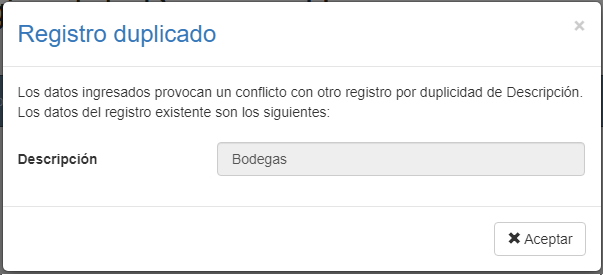 Registro duplicado
×
Los datos ingresados provocan un conflicto con otro registro por duplicidad de Descripción.
Los datos del registro existente son los siguientes:
Descripción Bodegas
✖ Aceptar